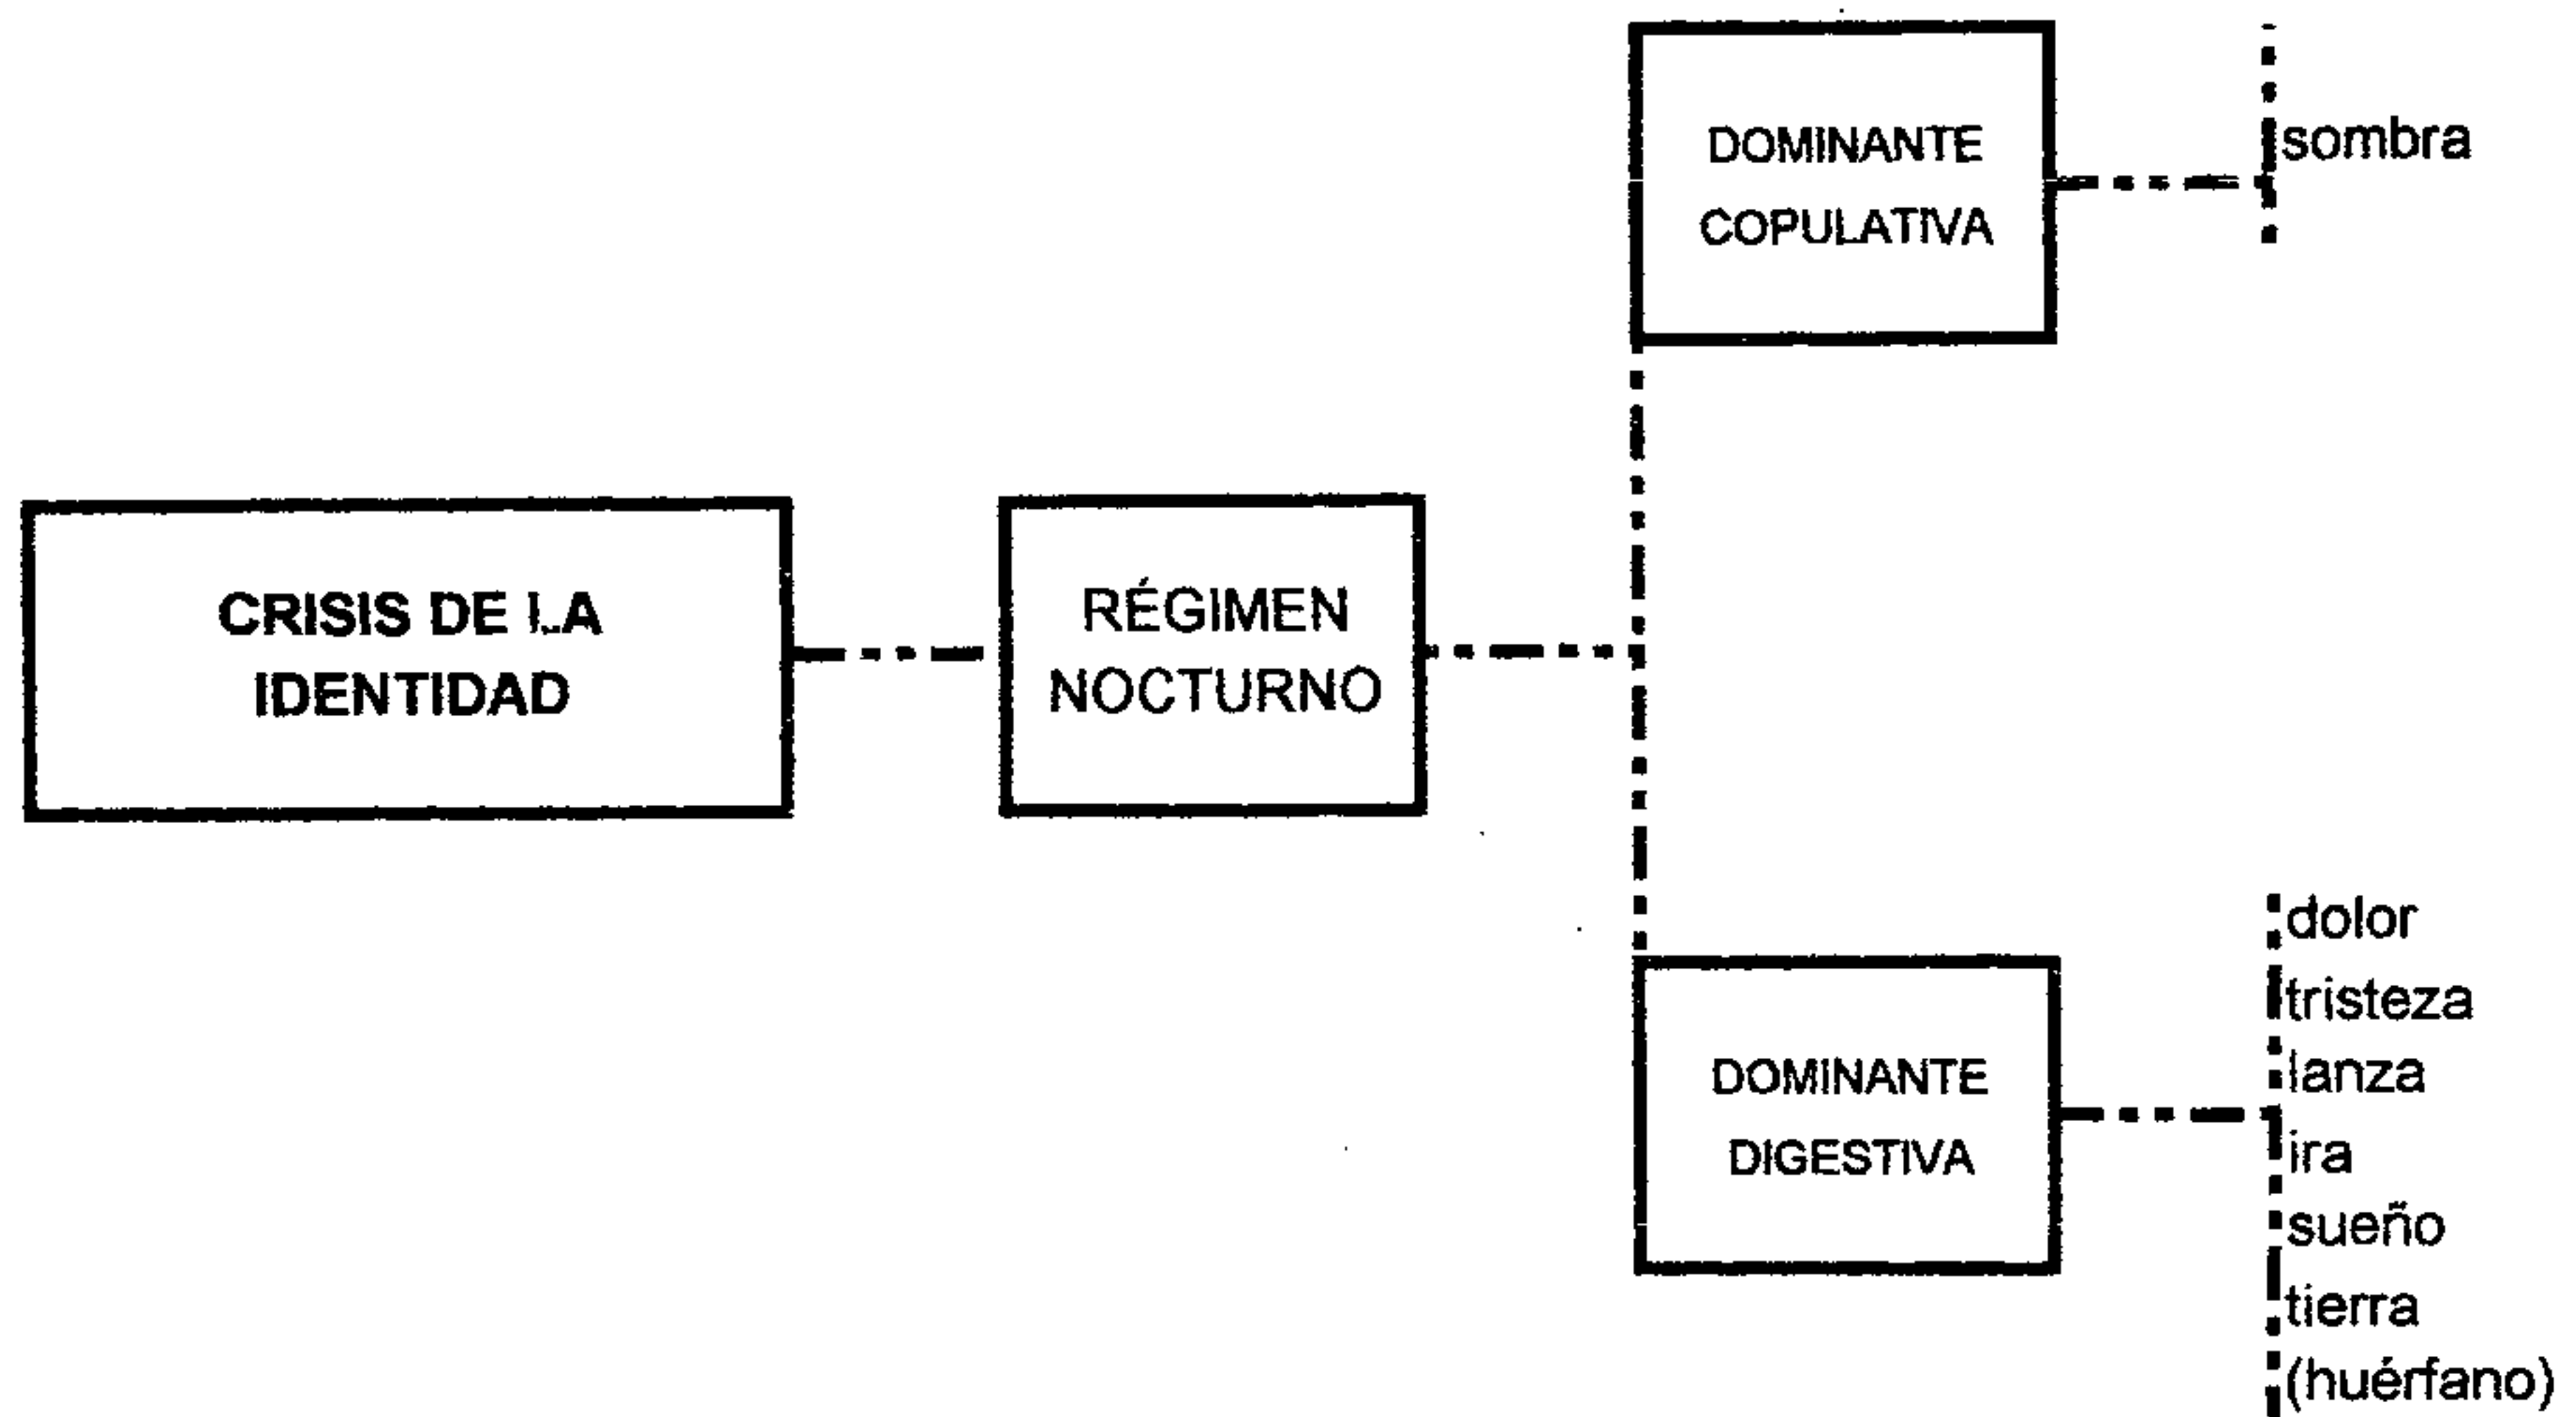 CRISIS DE LA
IDENTIDAD
RÉGIMEN
NOCTURNO
DOMINANTE
COPULATIVA
sombra
DOMINANTE
DIGESTIVA
dolor
tristeza
lanza
ira
sueño
tierra
(huérfano)